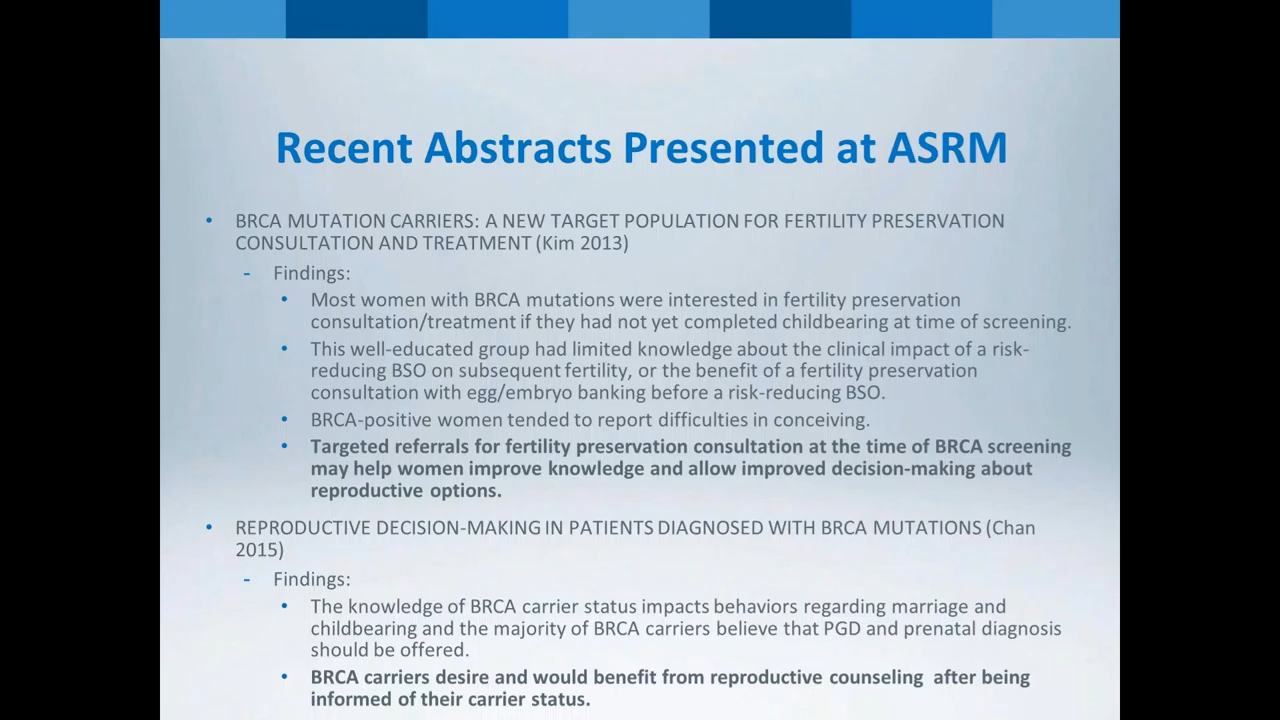 Recent Abstracts Presented at ASRM
• BRCA MUTATION CARRIERS: A NEW TARGET POPULATION FOR FERTILITY PRESERVATION
CONSULTATION AND TREATMENT (Kim 2013)
- Findings:
• Most women with BRCA mutations were interested in fertility preservation
consultation/treatment if they had not yet completed childbearing at time of screening.
• This well-educated group had limited knowledge about the clinical impact of a risk-
reducing BSO on subsequent fertility, or the benefit of a fertility preservation
consultation with egg/embryo banking before a risk-reducing BSO.
• BRCA-positive women tended to report difficulties in conceiving.
• Targeted referrals for fertility preservation consultation at the time of BRCA screening
may help women improve knowledge and allow improved decision-making about
reproductive options.
• REPRODUCTIVE DECISION-MAKING IN PATIENTS DIAGNOSED WITH BRCA MUTATIONS (Chan
2015)
- Findings:
• The knowledge of BRCA carrier status impacts behaviors regarding marriage and
childbearing and the majority of BRCA carriers believe that PGD and prenatal diagnosis
should be offered.
• BRCA carriers desire and would benefit from reproductive counseling after being
informed of their carrier status.